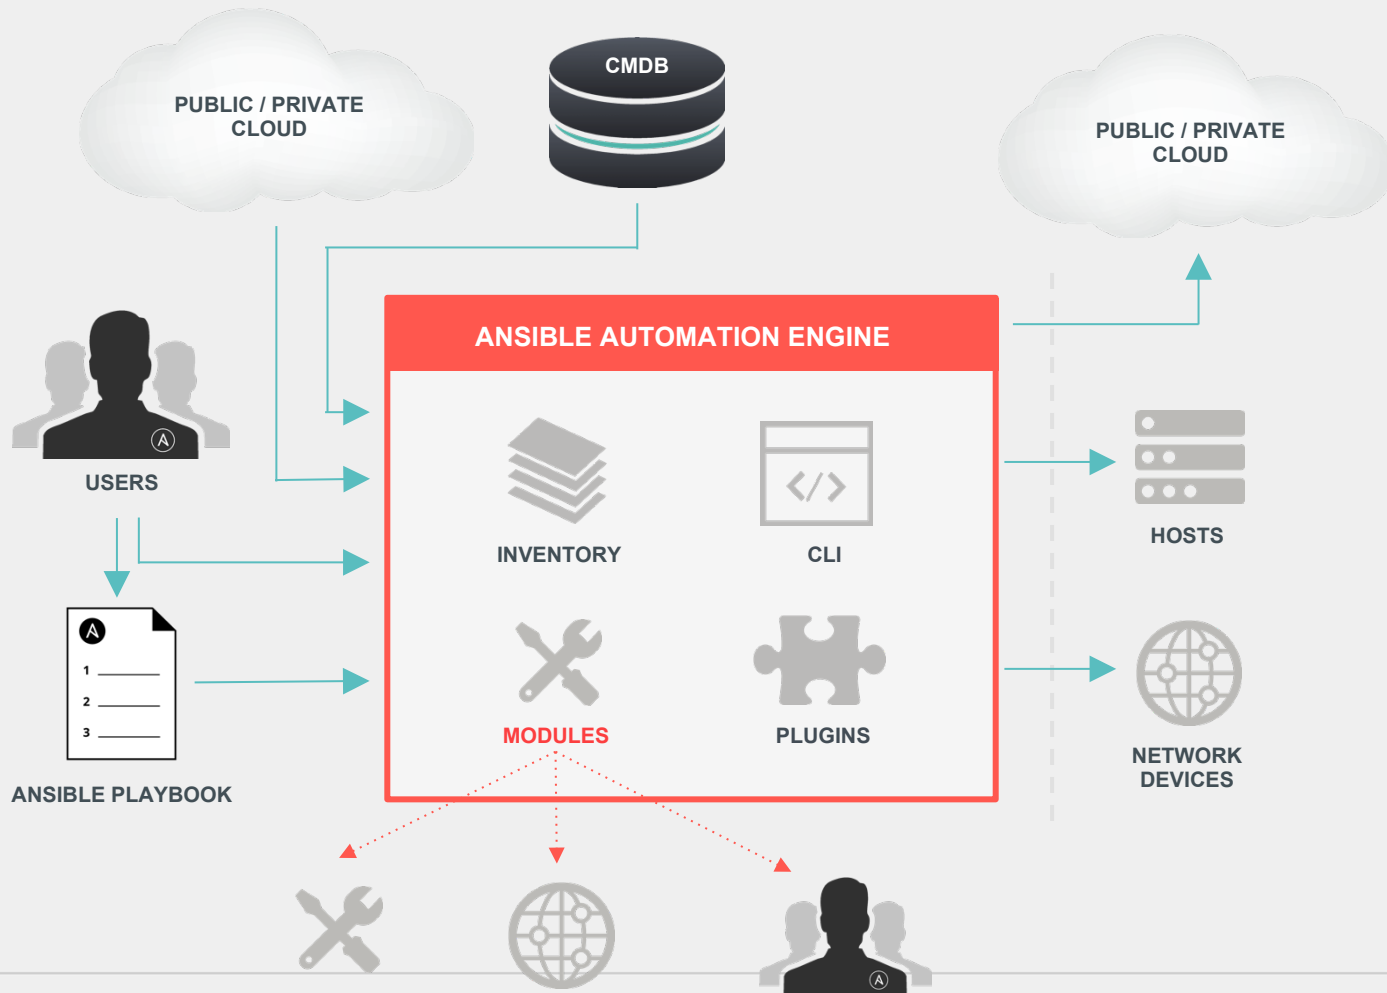 CMDB
PUBLIC / PRIVATE
CLOUD
PUBLIC / PRIVATE
CLOUD
ANSIBLE AUTOMATION ENGINE
USERS
INVENTORY
</>
CLI
HOSTS
1
2
3
MODULES
PLUGINS
NETWORK
DEVICES
ANSIBLE PLAYBOOK